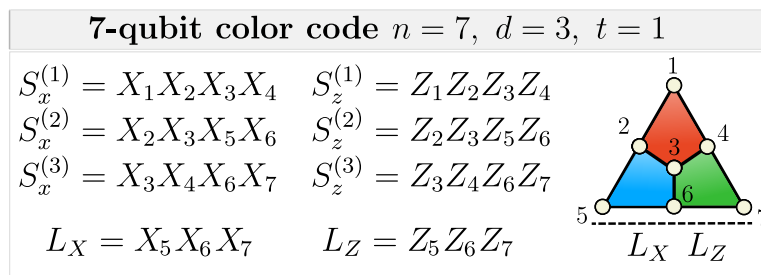 7-qubit color code n = 7, d = 3, t = 1
S_x^{(1)} = X_1X_2X_3X_4 S_z^{(1)} = Z_1Z_2Z_3Z_4
S_x^{(2)} = X_2X_3X_5X_6 S_z^{(2)} = Z_2Z_3Z_5Z_6
S_x^{(3)} = X_3X_4X_6X_7 S_z^{(3)} = Z_3Z_4Z_6Z_7
L_X = X_5X_6X_7 L_Z = Z_5Z_6Z_7
1
2 3 4
5 6 7
L_X L_Z